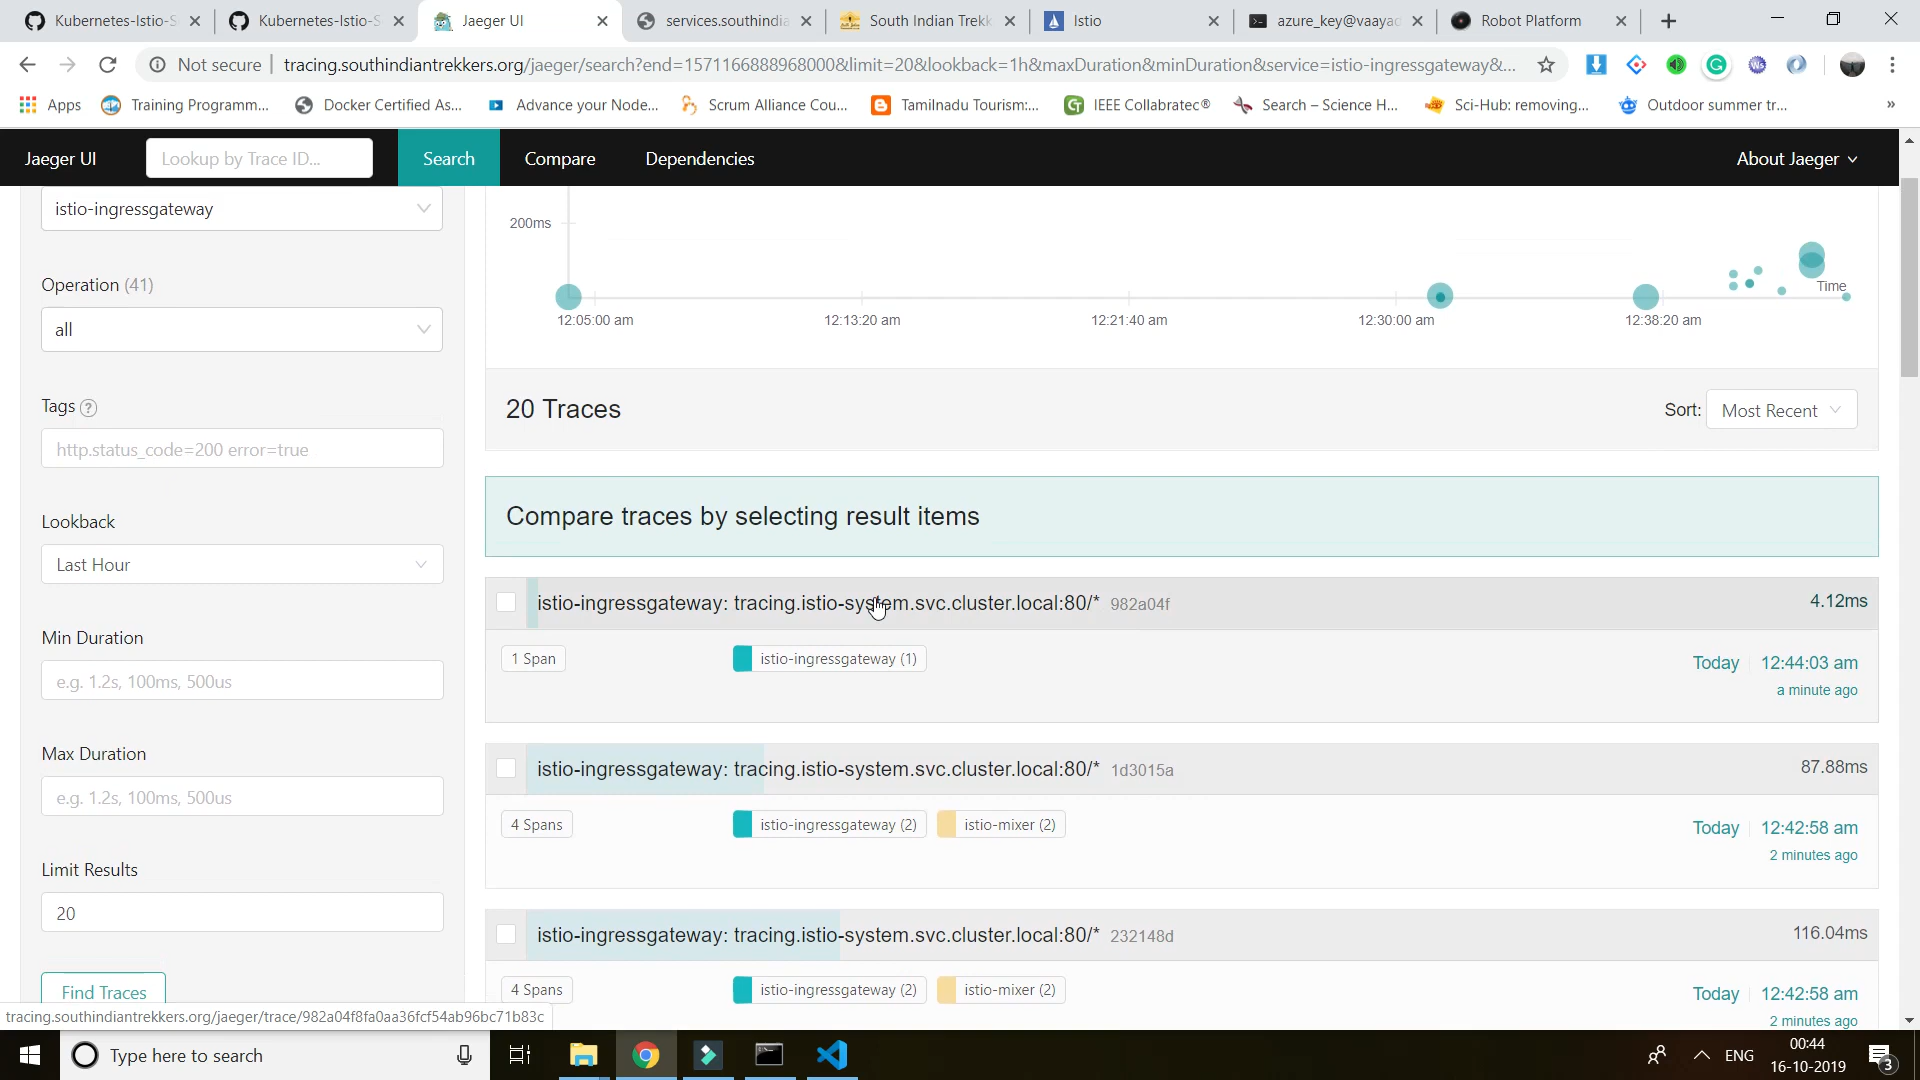 Kubernetes-Istio-S
Kubernetes-Istio-S
Jaeger UI
services.southindia
South Indian Trekk
Istio
azure_key@vaayad
Robot Platform
Not secure
tracing.southindiantrekkers.org/jaeger/search?end=1571166888968000&limit=20&lookback=1h&maxDuration&minDuration&service=istio-ingressgateway&...
Apps
Training Programm...
Docker Certified As...
Advance your Node...
Scrum Alliance Cou...
Tamilnadu Tourism:...
IEEE Collabratec®
Search – Science H...
Sci-Hub: removing...
Outdoor summer tr...
»
Jaeger UI
Lookup by Trace ID...
Search
Compare
Dependencies
About Jaeger
istio-ingressgateway
Operation (41)
all
Tags ?
http.status_code=200 error=true
Lookback
Last Hour
Min Duration
e.g. 1.2s, 100ms, 500us
Max Duration
e.g. 1.2s, 100ms, 500us
Limit Results
20
Find Traces
200ms
Time
12:05:00 am
12:13:20 am
12:21:40 am
12:30:00 am
12:38:20 am
20 Traces
Sort: Most Recent
Compare traces by selecting result items
istio-ingressgateway: tracing.istio-system.svc.cluster.local:80/* 982a04f
4.12ms
1 Span
istio-ingressgateway (1)
Today 12:44:03 am
a minute ago
istio-ingressgateway: tracing.istio-system.svc.cluster.local:80/* 1d3015a
87.88ms
4 Spans
istio-ingressgateway (2)
istio-mixer (2)
Today 12:42:58 am
2 minutes ago
istio-ingressgateway: tracing.istio-system.svc.cluster.local:80/* 232148d
116.04ms
4 Spans
istio-ingressgateway (2)
istio-mixer (2)
Today 12:42:58 am
2 minutes ago
tracing.southindiantrekkers.org/jaeger/trace/982a04f8fa0aa36fcf54ab96bc71b83c
Type here to search
ENG
00:44
16-10-2019
3